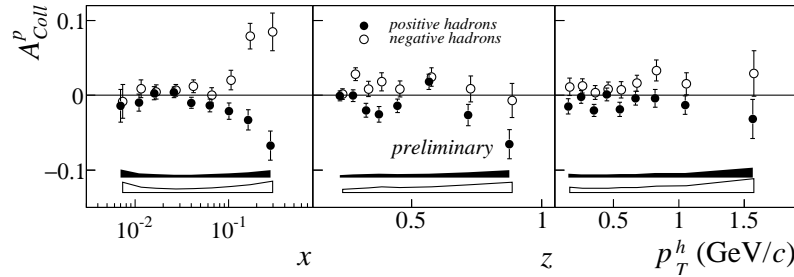 A^p_Coll
0.1
0
−0.1
positive hadrons
negative hadrons
preliminary
10^-2
10^-1
0.5
1
0.5
1
1.5
x
z
p_T^h (GeV/c)